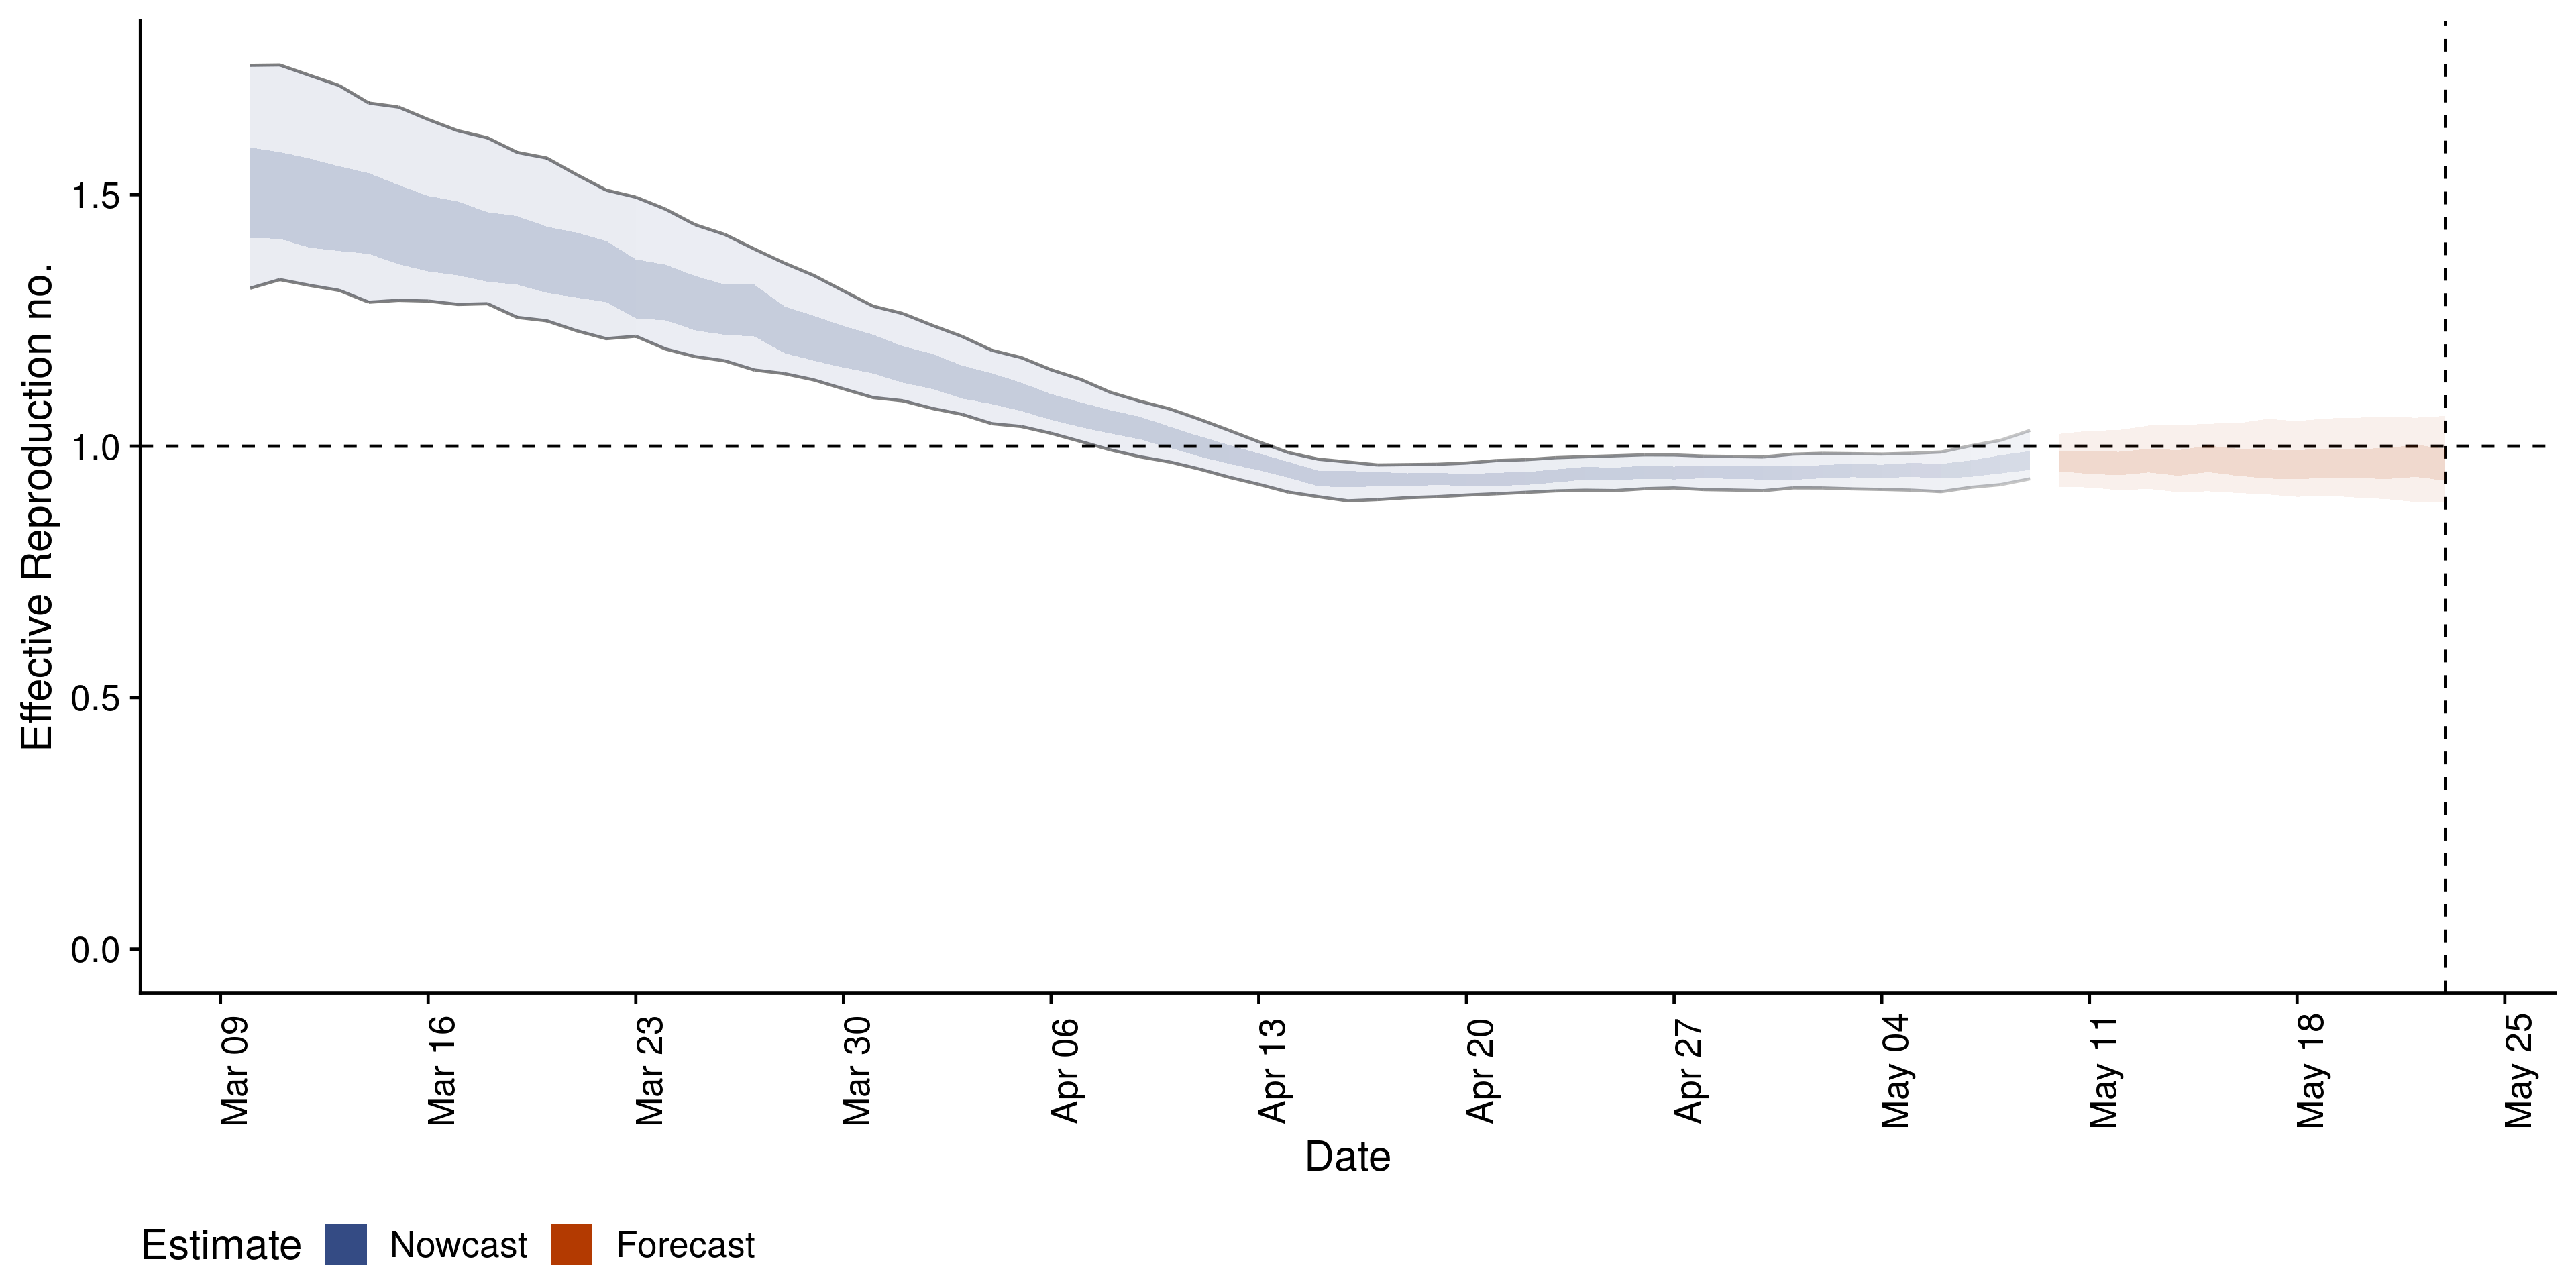 Effective Reproduction no.
1.5
1.0
0.5
0.0
Mar 09
Mar 16
Mar 23
Mar 30
Apr 06
Apr 13
Apr 20
Apr 27
May 04
May 11
May 18
May 25
Date
Estimate Nowcast Forecast